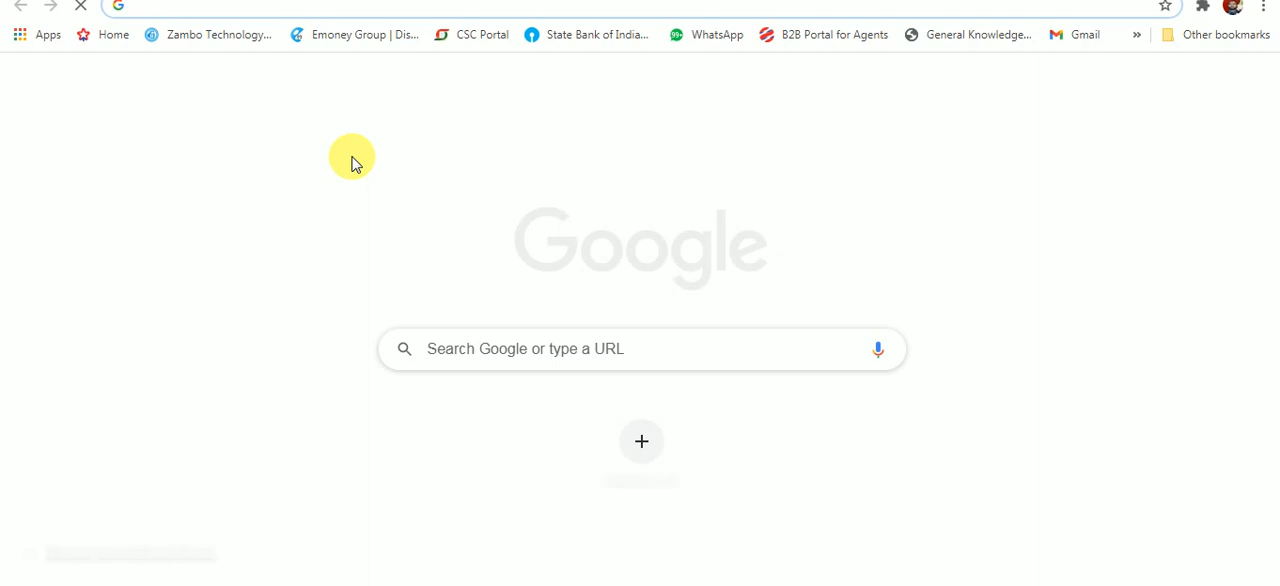 Apps Home Zambo Technology... Emoney Group | Dis... CSC Portal State Bank of India... 99+ WhatsApp B2B Portal for Agents General Knowledge... Gmail » Other bookmarks
Google
Search Google or type a URL